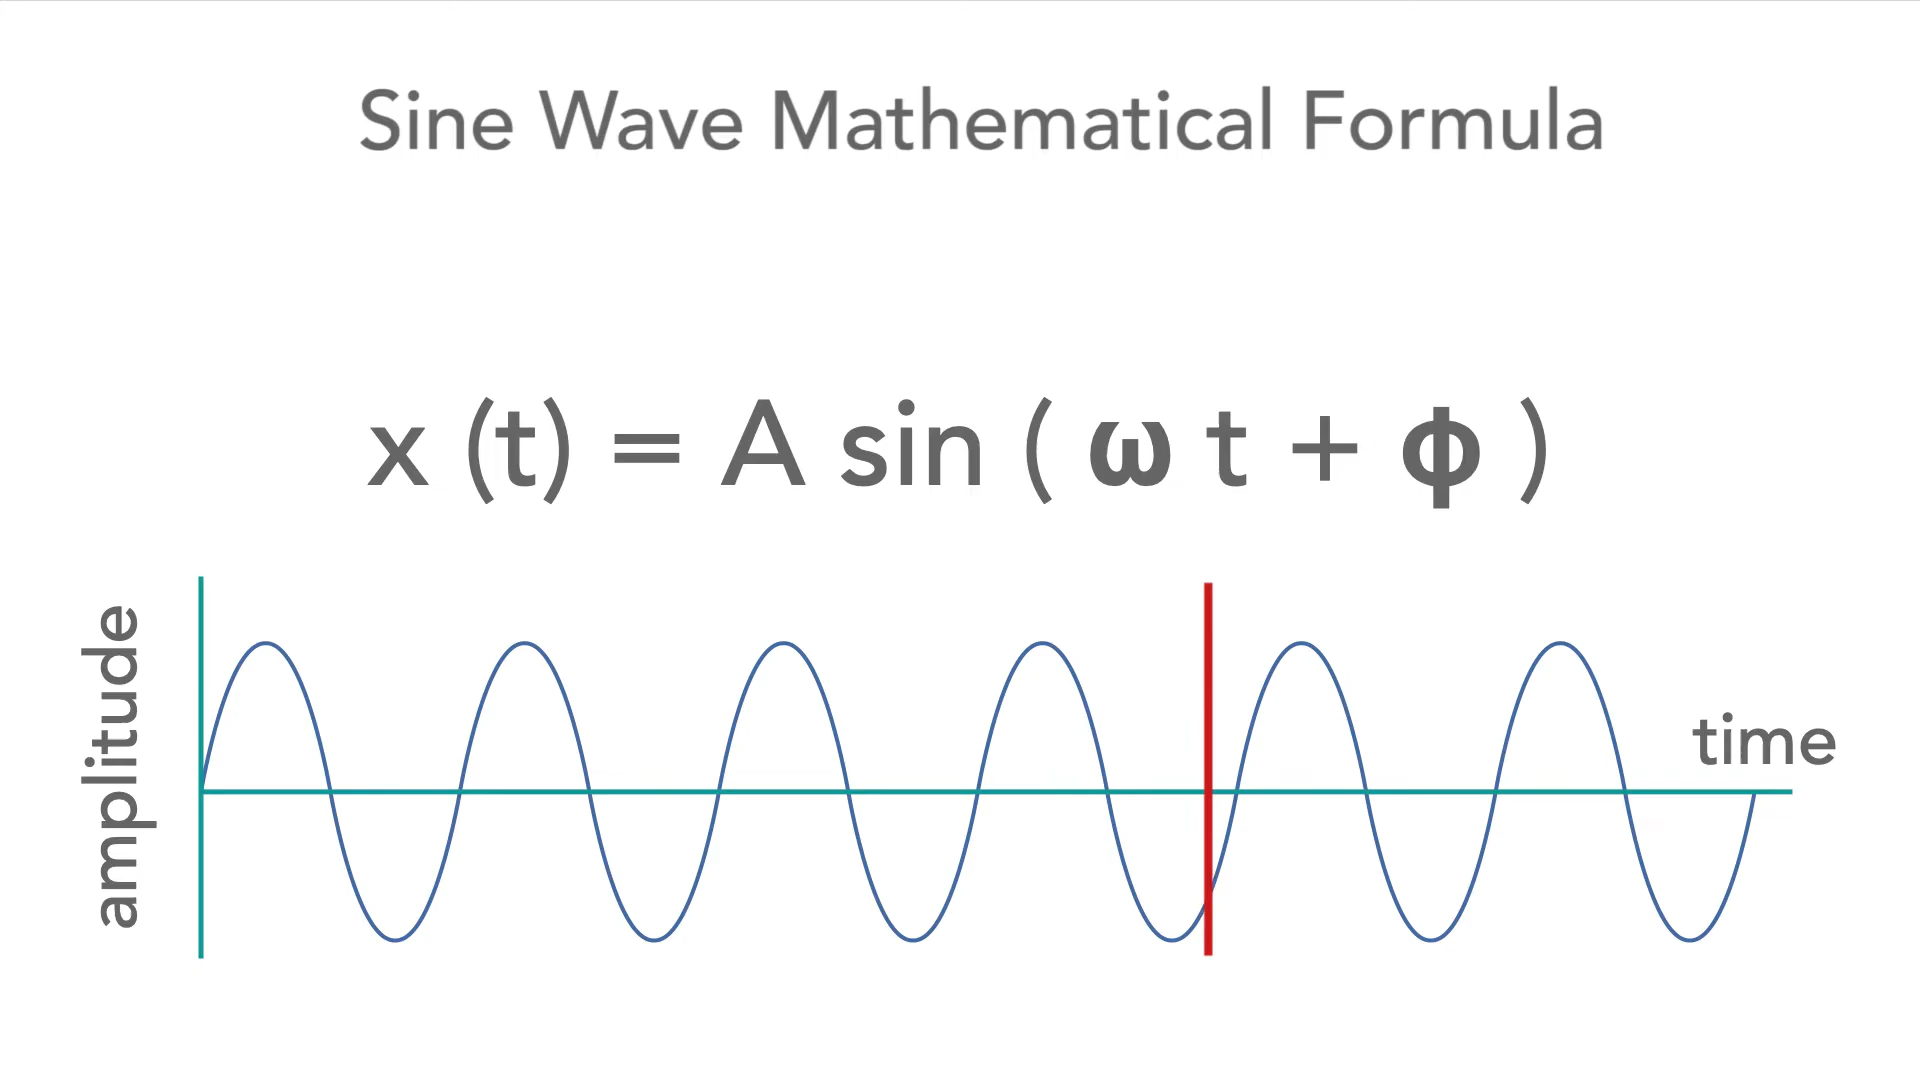 Sine Wave Mathematical Formula
x (t) = A sin ( ω t + ϕ )
amplitude
time